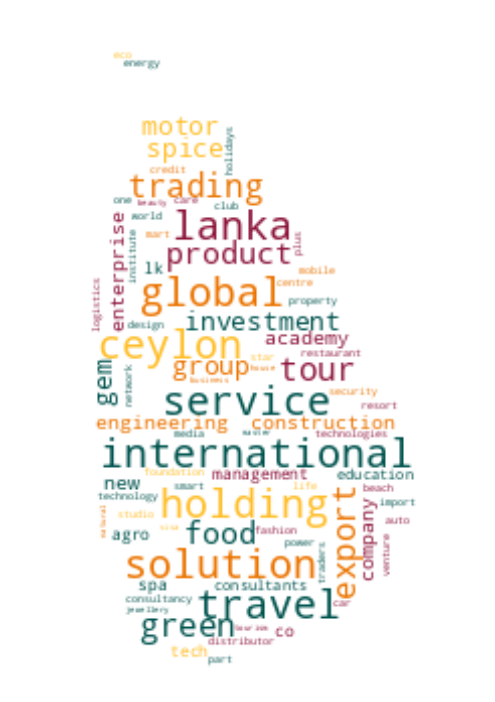 eco
energy
motor
spice
holidays
credit
trading
one beauty care
club
world
lanka
mart
institute
enterprise
product
plus
lk
mobile
centre
global
property
logistics
design
investment
academy
ceylon
restaurant
group
star
house
tour
business
gem
network
service
security
resort
engineering construction
media
master
technologies
international
foundation
management
education
new
smart
life
beach
technology
holding
import
studio
natural
visa
export
company
auto
agro
food
fashion
power
traders
venture
solution
spa
consultants
consultancy
travel
car
jewellery
green
tourism
co
distributor
tech
part